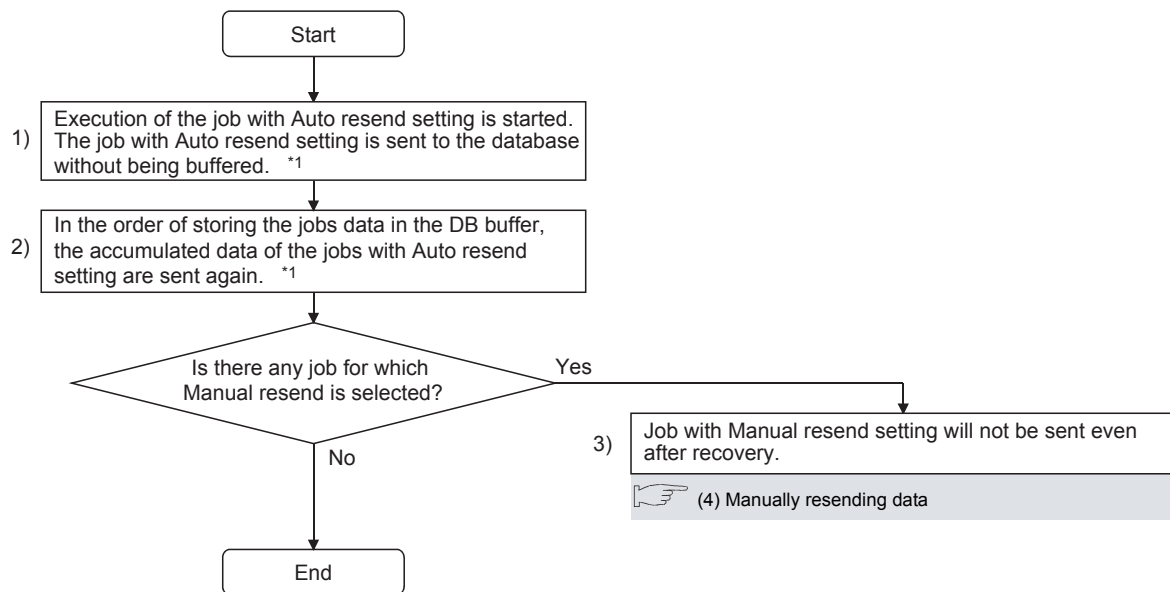 Start
1)
Execution of the job with Auto resend setting is started.
The job with Auto resend setting is sent to the database
without being buffered. *1
2)
In the order of storing the jobs data in the DB buffer,
the accumulated data of the jobs with Auto resend
setting are sent again. *1
Is there any job for which
Manual resend is selected?
Yes
No
3)
Job with Manual resend setting will not be sent even
after recovery.
(4) Manually resending data
End